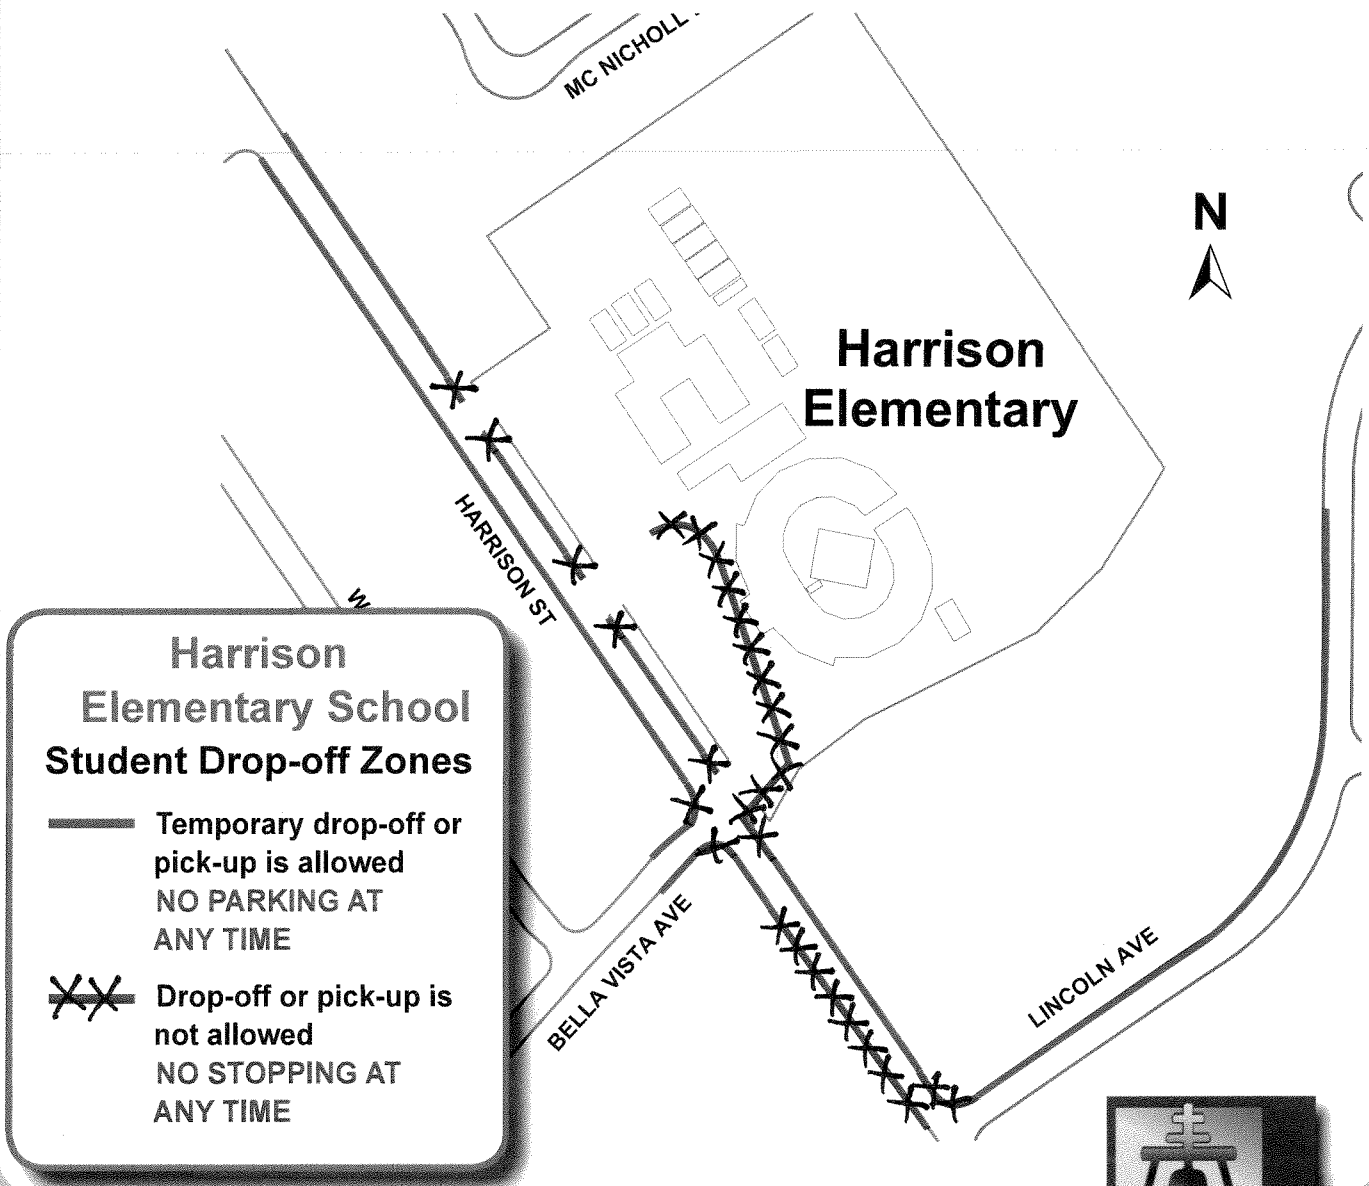 MC NICHOLL
N
Harrison
Elementary
HARRISON ST
W
Harrison
Elementary School
Student Drop-off Zones
Temporary drop-off or
pick-up is allowed
NO PARKING AT
ANY TIME
Drop-off or pick-up is
not allowed
NO STOPPING AT
ANY TIME
BELLA VISTA AVE
LINCOLN AVE